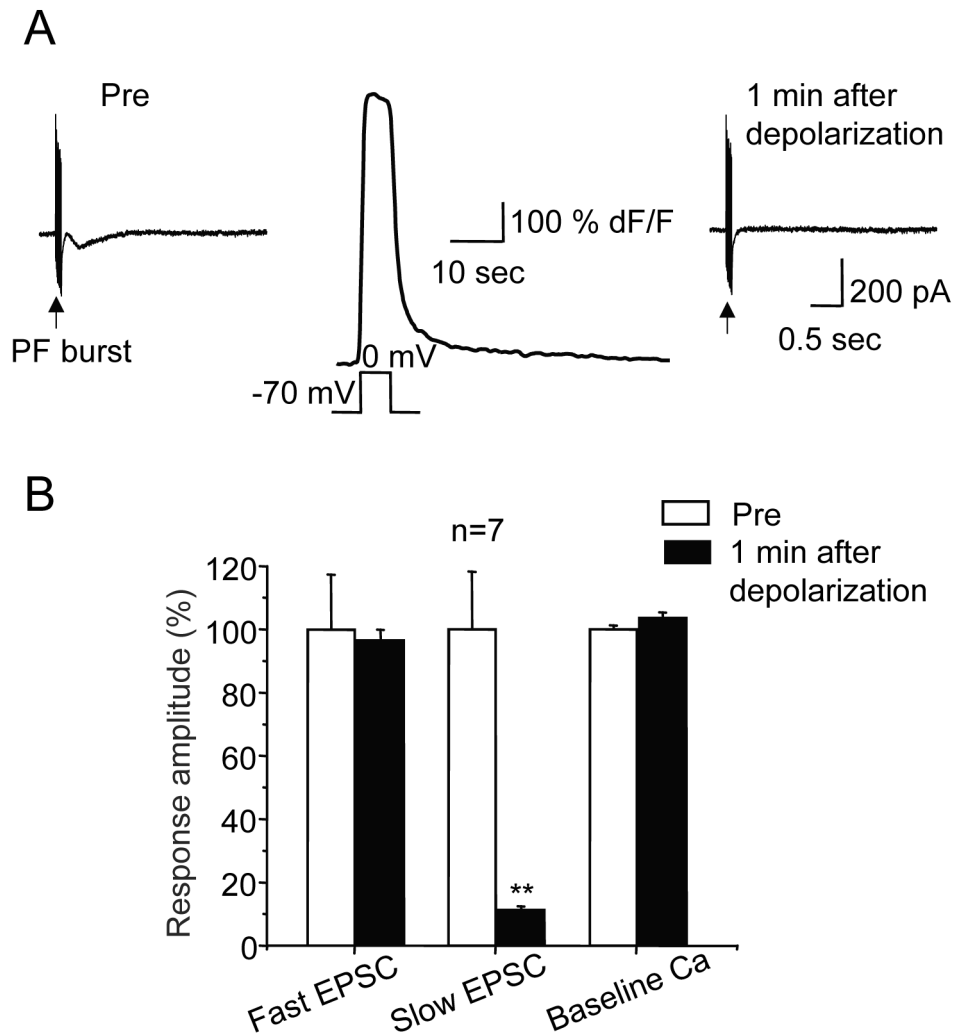 A
Pre
1 min after
depolarization
100 % dF/F
10 sec
200 pA
0.5 sec
PF burst
0 mV
-70 mV
B
n=7
Pre
1 min after
depolarization
Response amplitude (%)
120
100
80
60
40
20
0
**
Fast EPSC
Slow EPSC
Baseline Ca